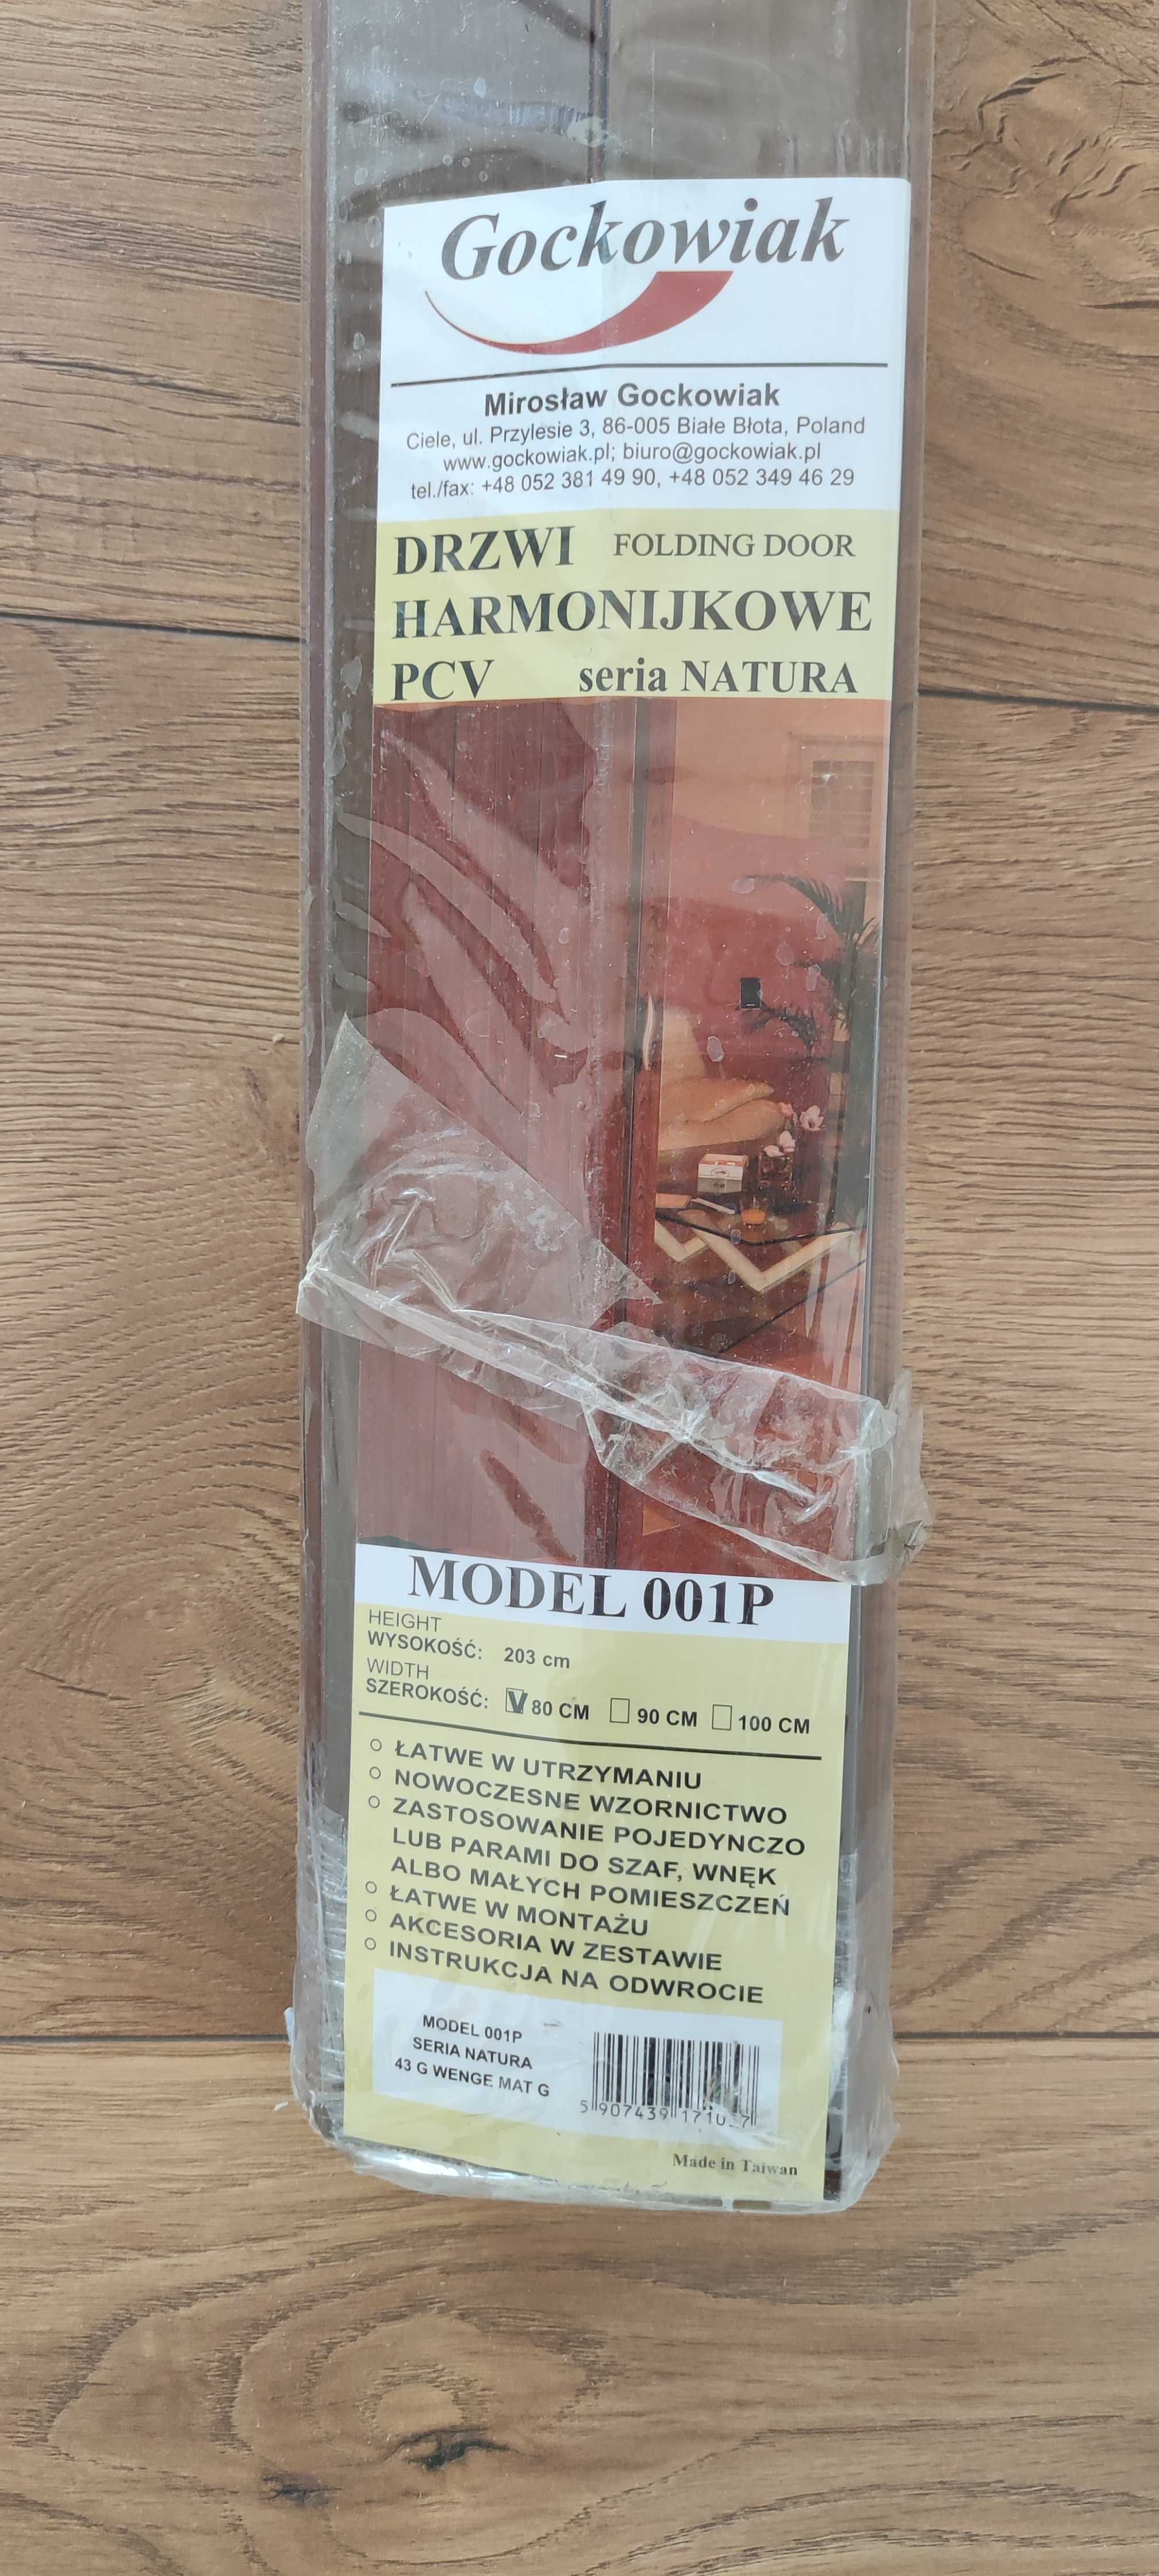 Gockowiak
Mirosław Gockowiak
Ciele, ul. Przylesie 3, 86-005 Białe Błota, Poland
www.gockowiak.pl; biuro@gockowiak.pl
tel./fax: +48 052 381 49 90, +48 052 349 46 29
DRZWI FOLDING DOOR
HARMONIJKOWE
PCV seria NATURA
MODEL 001P
HEIGHT
WYSOKOŚĆ: 203 cm
WIDTH
SZEROKOŚĆ: 80 CM 90 CM 100 CM
ŁATWE W UTRZYMANIU
NOWOCZESNE WZORNICTWO
ZASTOSOWANIE POJEDYNCZO
LUB PARAMI DO SZAF, WNĘK
ALBO MAŁYCH POMIESZCZEŃ
ŁATWE W MONTAŻU
AKCESORIA W ZESTAWIE
INSTRUKCJA NA ODWROCIE
MODEL 001P
SERIA NATURA
43 G WENGE MAT G
5 907439
Made in Taiwan